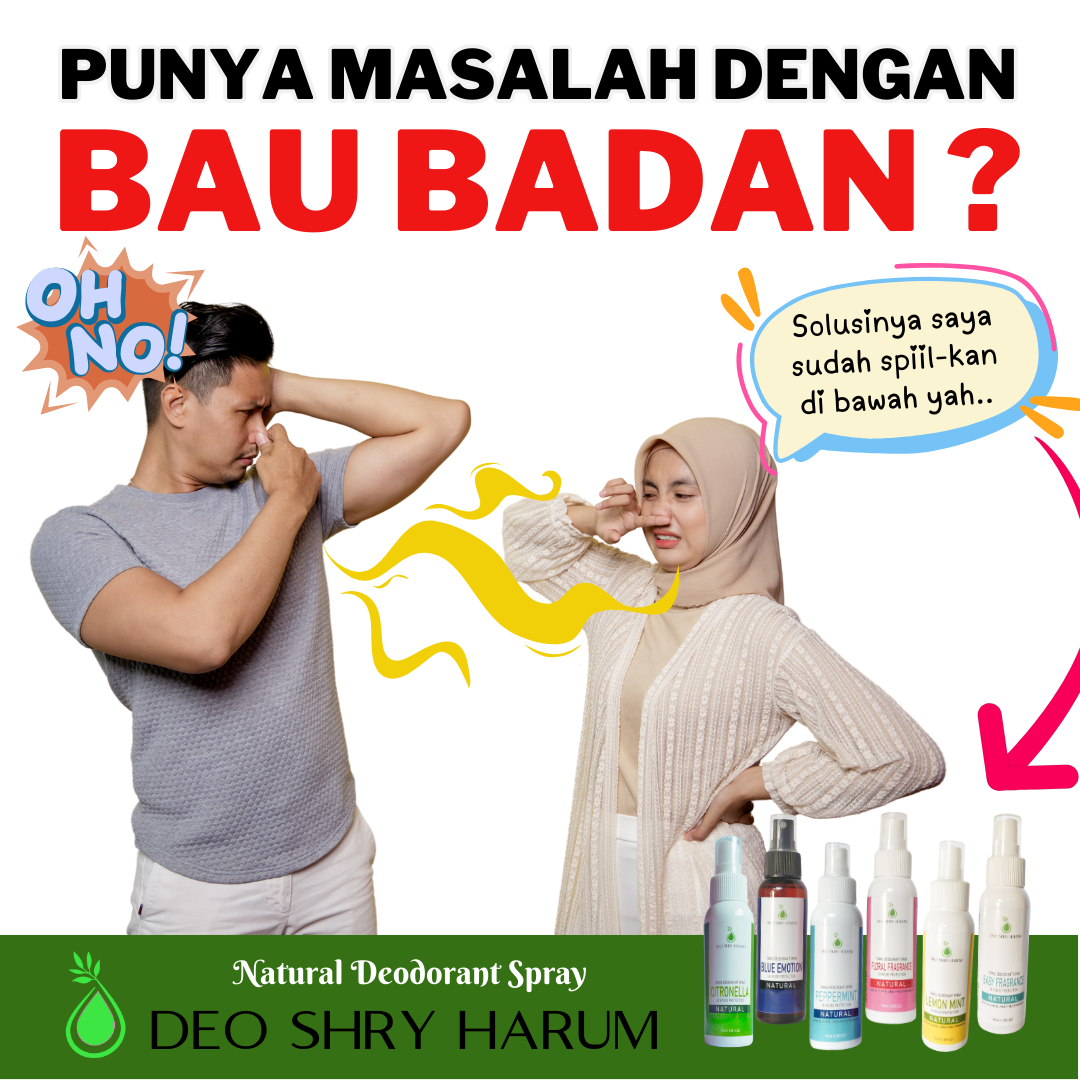 PUNYA MASALAH DENGAN
BAU BADAN ?
OH
NO!
Solusinya saya
sudah spiil-kan
di bawah yah..
Natural Deodorant Spray
DEO SHRY HARUM
CITRONELLA
NATURAL
BLUE EMOTION
NATURAL
PEPPERMINT
NATURAL
FLORAL FRAGRANCE
NATURAL
LEMON MINT
NATURAL
BABY FRAGRANCE
NATURAL